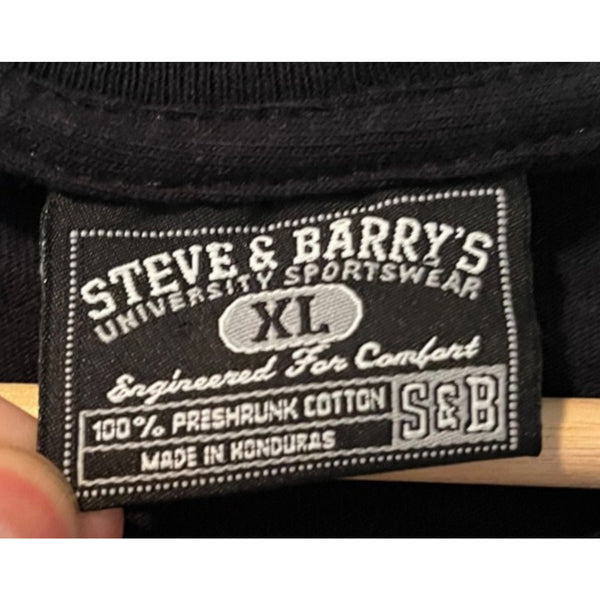 STEVE & BARRY'S
UNIVERSITY SPORTSWEAR
XL
Engineered For Comfort
100% PRESHRUNK COTTON
S&B
MADE IN HONDURAS